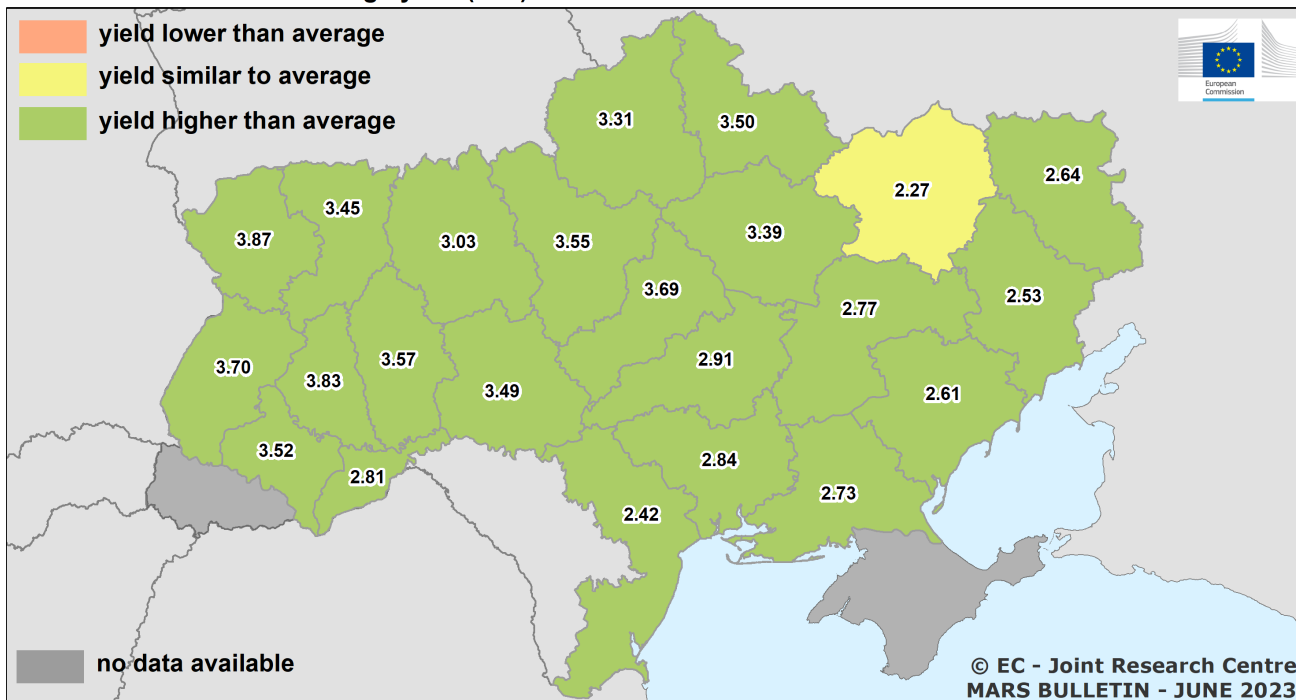 yield lower than average
yield similar to average
yield higher than average
European
Commission
3.31
3.50
2.27
2.64
3.45
3.87
3.03
3.55
3.39
3.69
2.77
2.53
3.70
3.83
3.57
3.49
2.91
2.61
3.52
2.81
2.84
2.73
2.42
no data available
© EC - Joint Research Centre
MARS BULLETIN - JUNE 2023